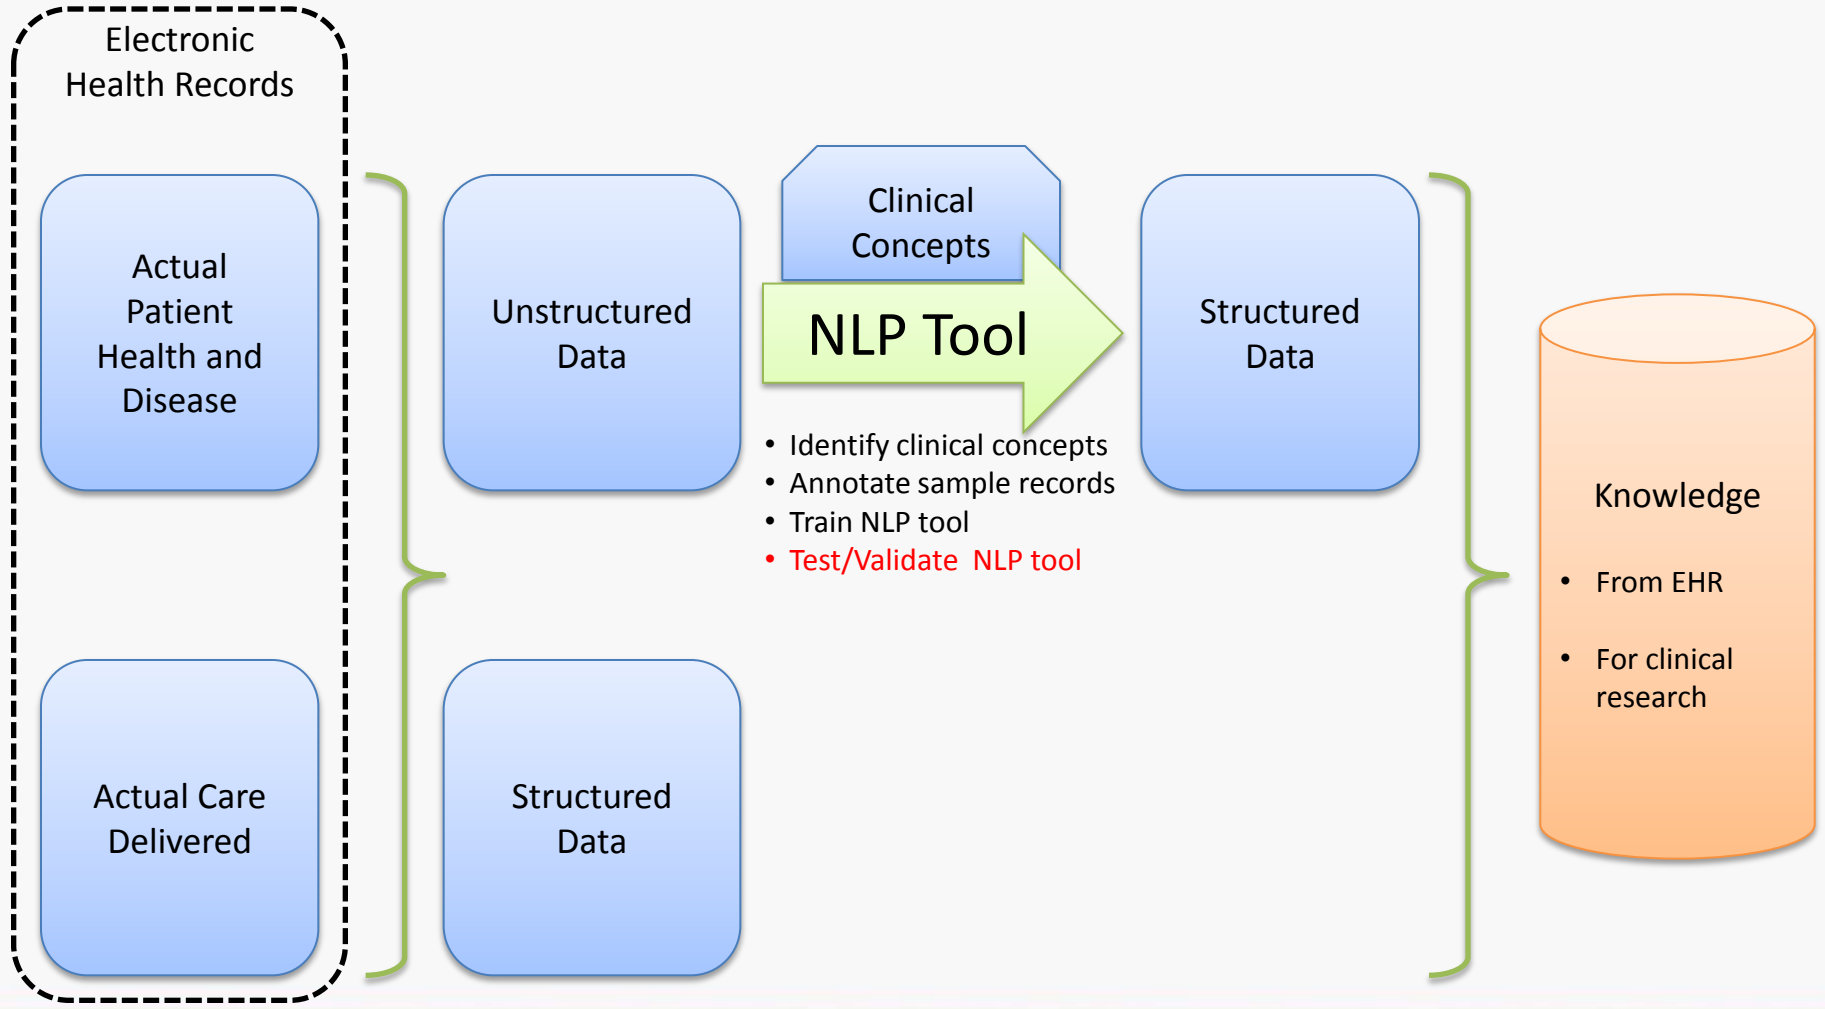 Electronic
Health Records
Actual
Patient
Health and
Disease
Actual Care
Delivered
Unstructured
Data
Structured
Data
Clinical
Concepts
NLP Tool
• Identify clinical concepts
• Annotate sample records
• Train NLP tool
• Test/Validate  NLP tool
Structured
Data
Knowledge
• From EHR
• For clinical
research